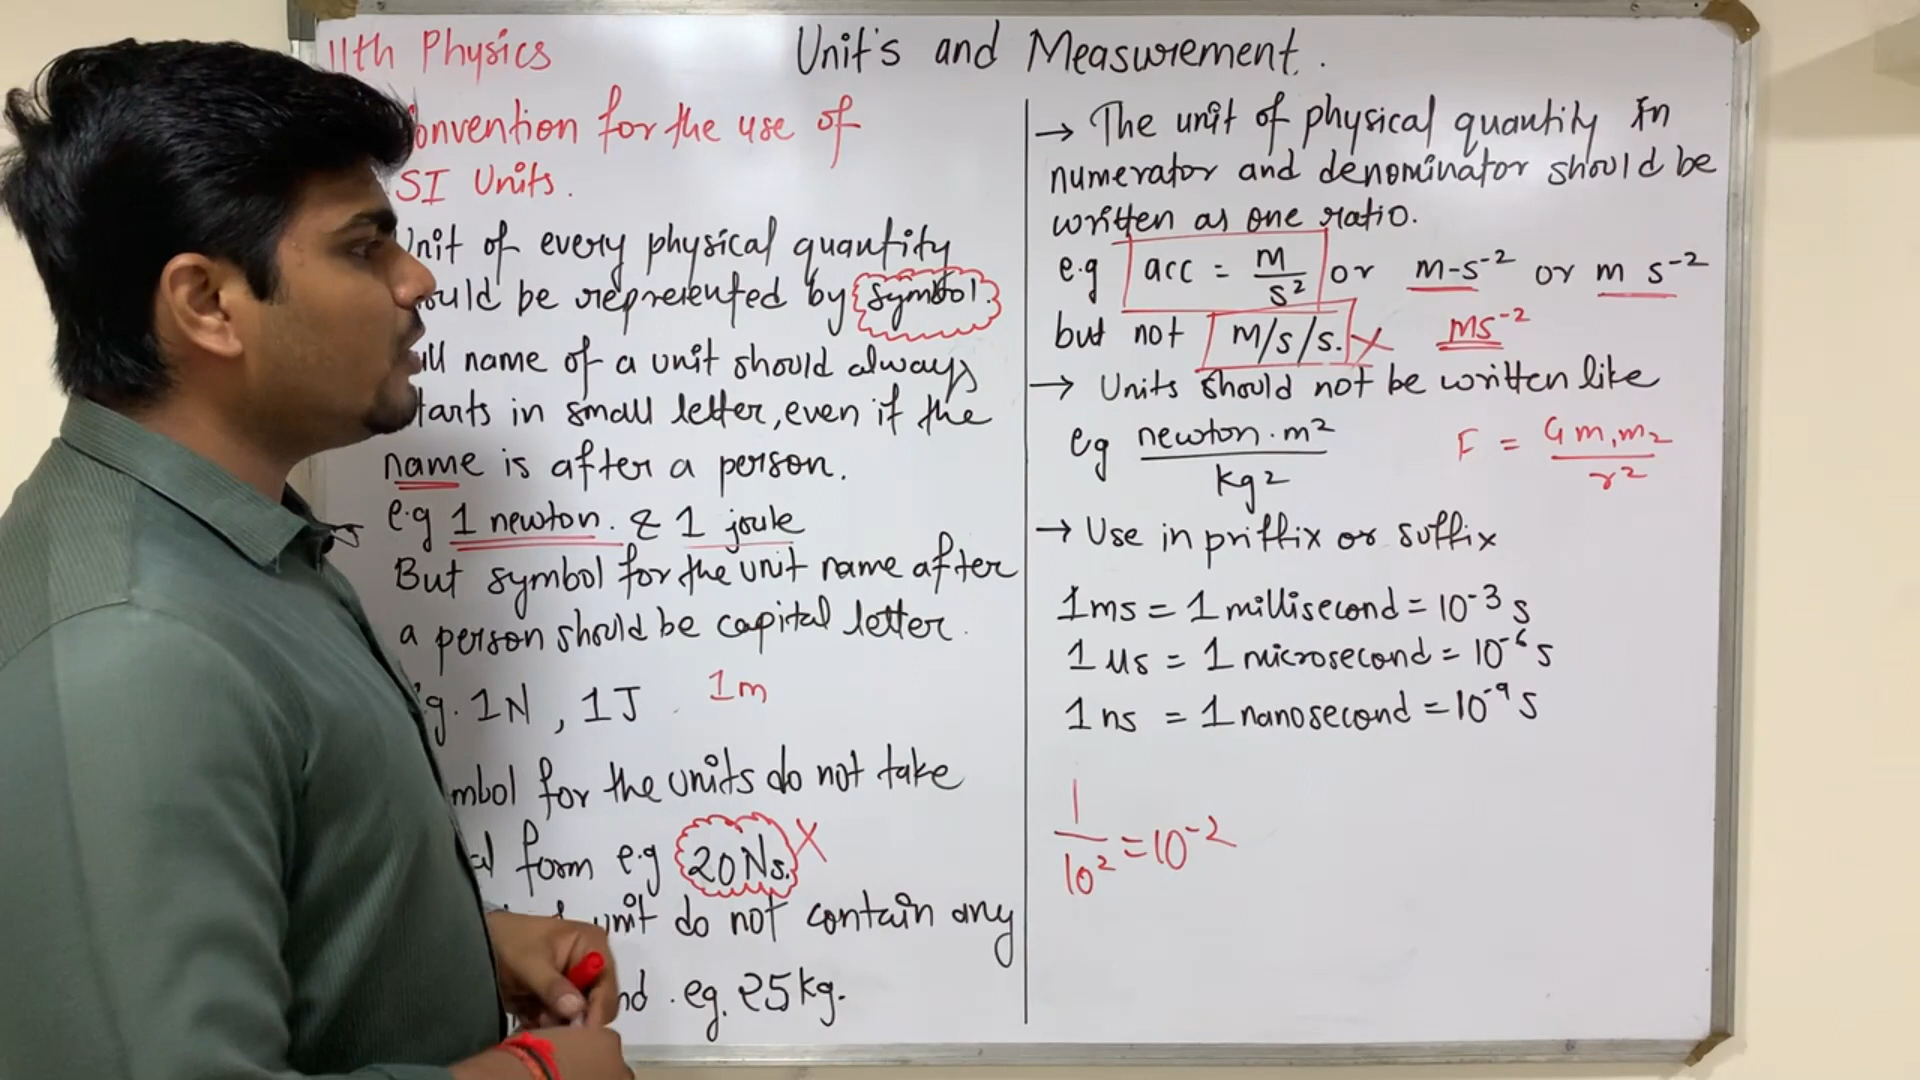 11th Physics
Unit's and Measurement.
onvention for the use of
SI Units.
Unit of every physical quantity
ould be represented by symbol.
ll name of a unit should always
tarts in small letter, even if the
name is after a person.
e.g 1 newton. & 1 joule
But symbol for the unit name after
a person should be capital letter.
g. 1N , 1J
1m
mbol for the units do not take
al form e.g 20Ns. X
unit do not contain any
nd . eg. 25kg.
→ The unit of physical quantity In
numerator and denominator should be
written as one ratio.
e.g acc = m/s² or m-s⁻² or m s⁻²
but not m/s/s. X ms⁻²
→ Units should not be written like
eg newton.m²/kg² F = Gm₁m₂/r²
→ Use in priffix or suffix
1ms = 1 millisecond = 10⁻³ s
1 µs = 1 microsecond = 10⁻⁶ s
1 ns = 1 nanosecond = 10⁻⁹ s
1/10² = 10⁻²